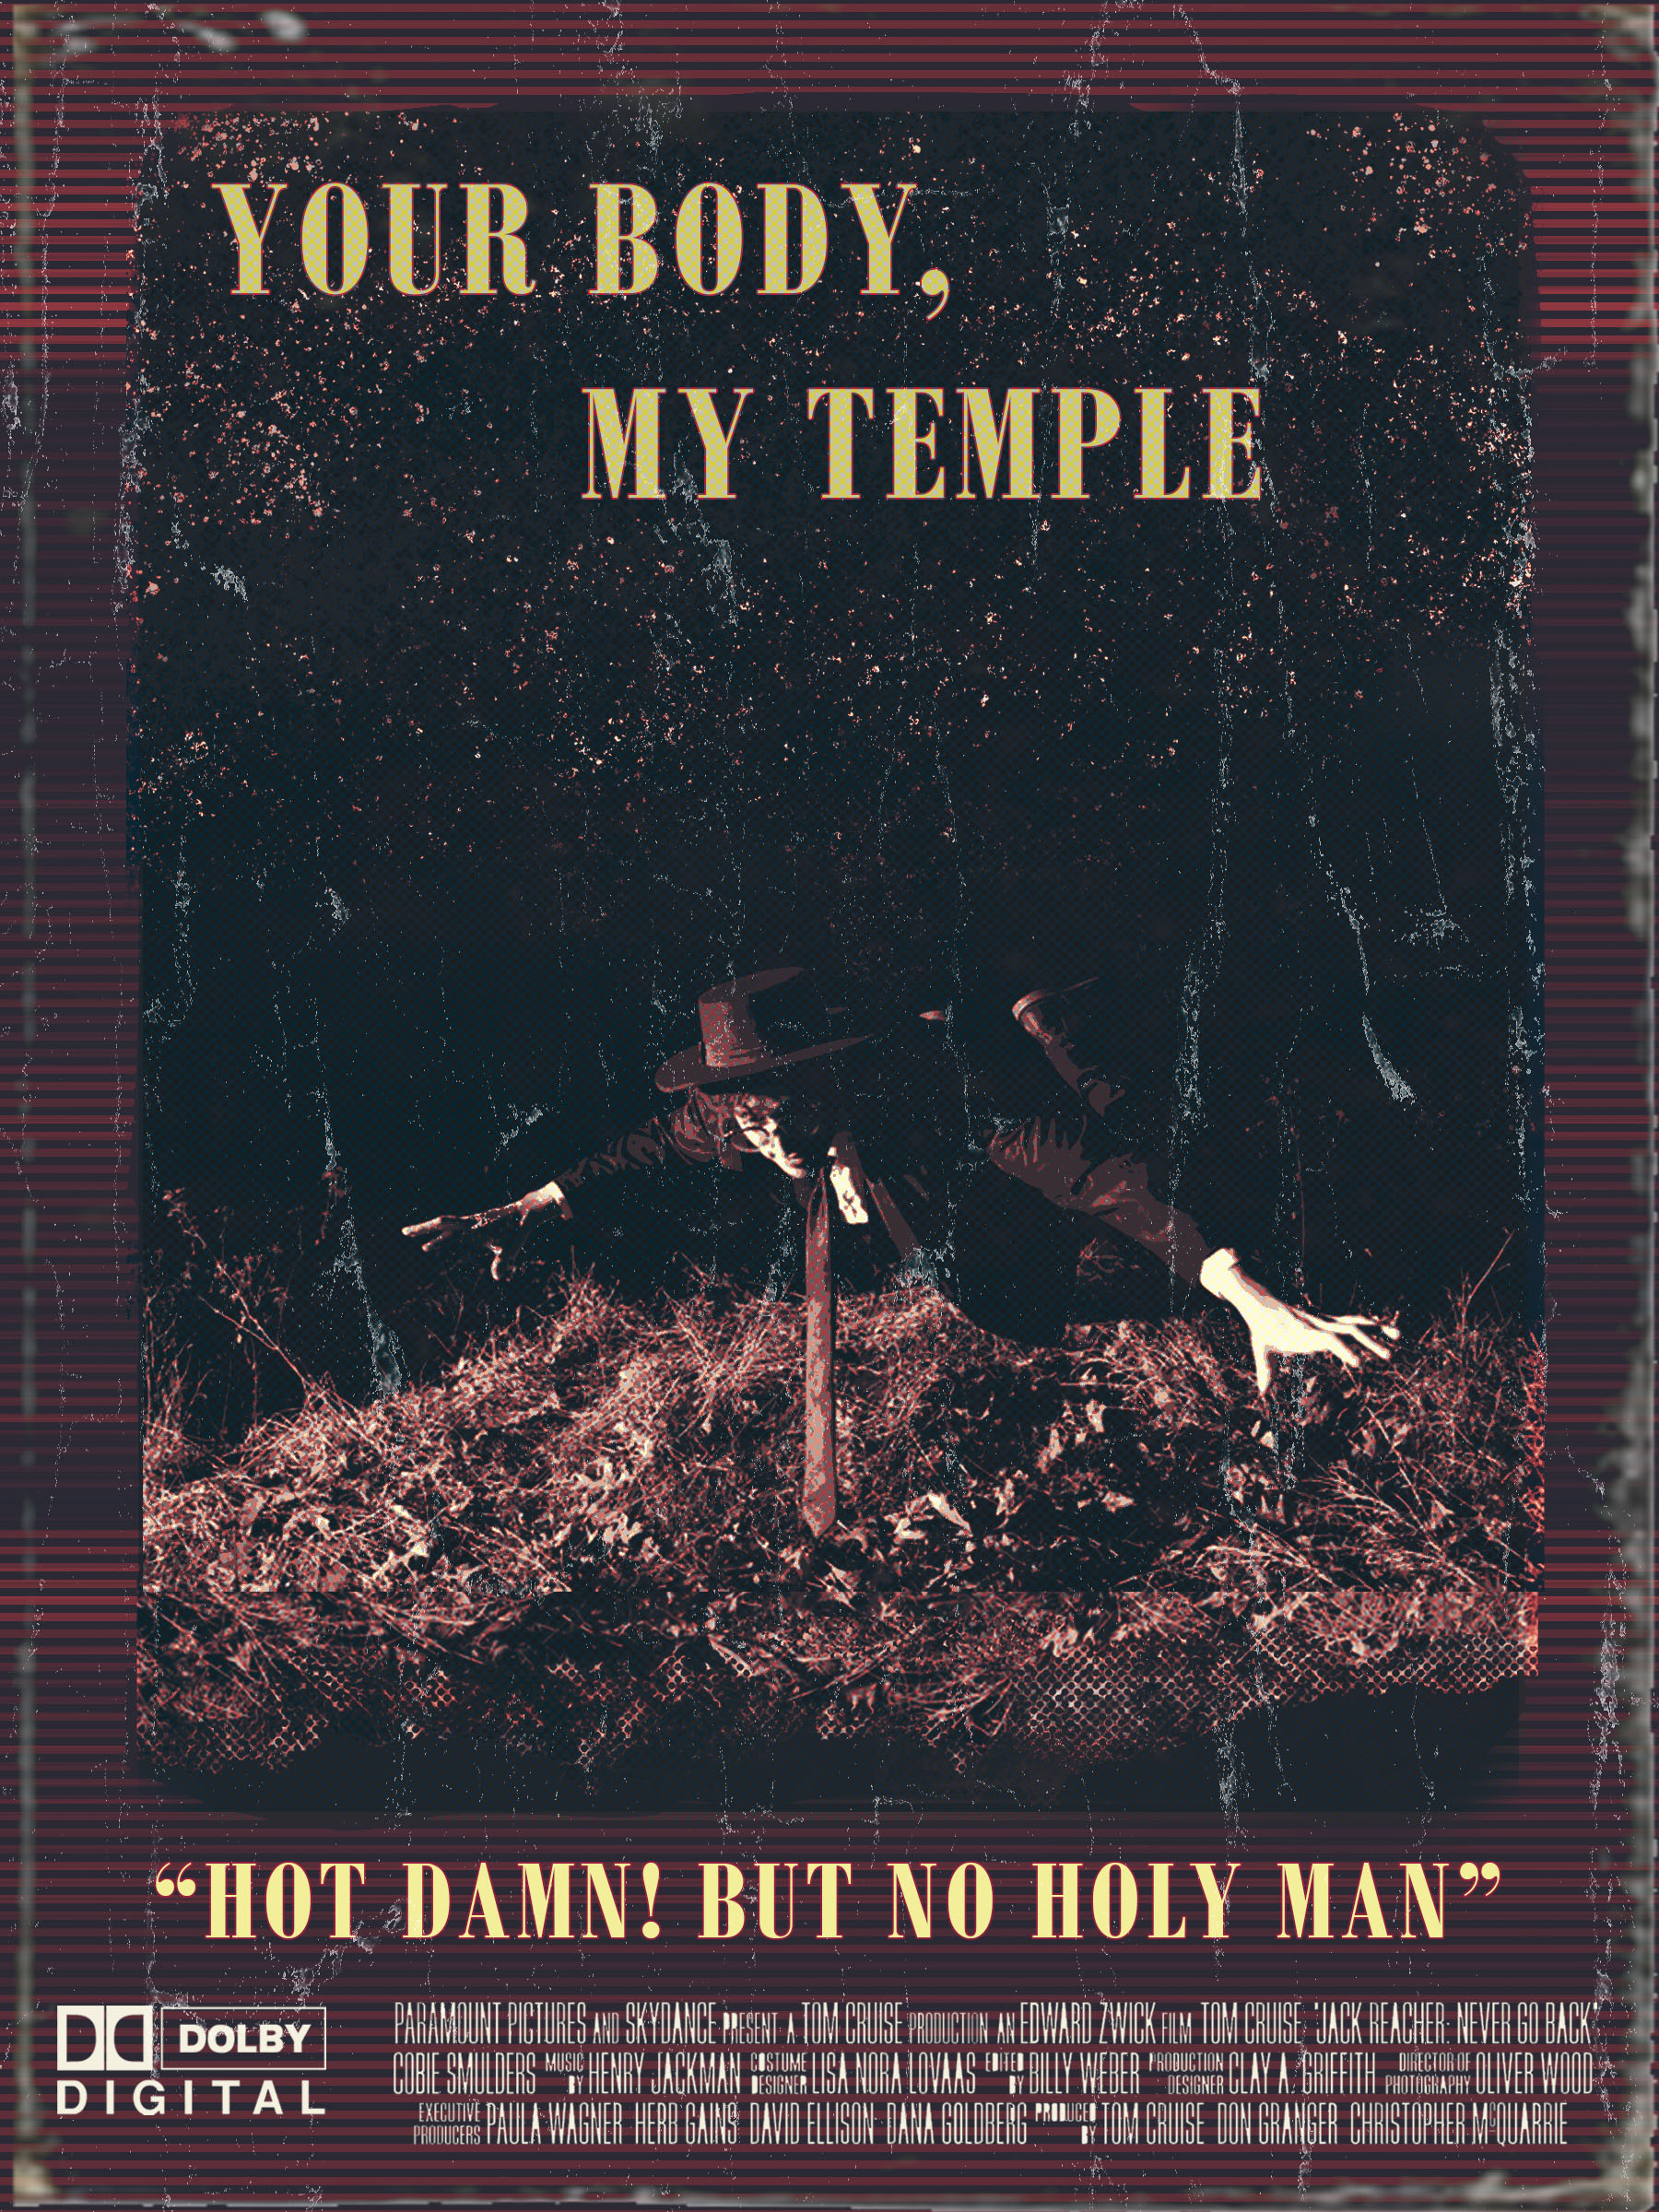 YOUR BODY,
MY TEMPLE
“HOT DAMN! BUT NO HOLY MAN”
DOLBY
DIGITAL
PARAMOUNT PICTURES AND SKYDANCE PRESENT A TOM CRUISE PRODUCTION AN EDWARD ZWICK FILM TOM CRUISE "JACK REACHER: NEVER GO BACK"
COBIE SMULDERS MUSIC BY HENRY JACKMAN COSTUME DESIGNER LISA NORA LOVAAS EDITED BY BILLY WEBER PRODUCTION DESIGNER CLAY A. GRIFFITH DIRECTOR OF PHOTOGRAPHY OLIVER WOOD
EXECUTIVE PRODUCERS PAULA WAGNER HERB GAINS DAVID ELLISON DANA GOLDBERG PRODUCED BY TOM CRUISE DON GRANGER CHRISTOPHER McQUARRIE